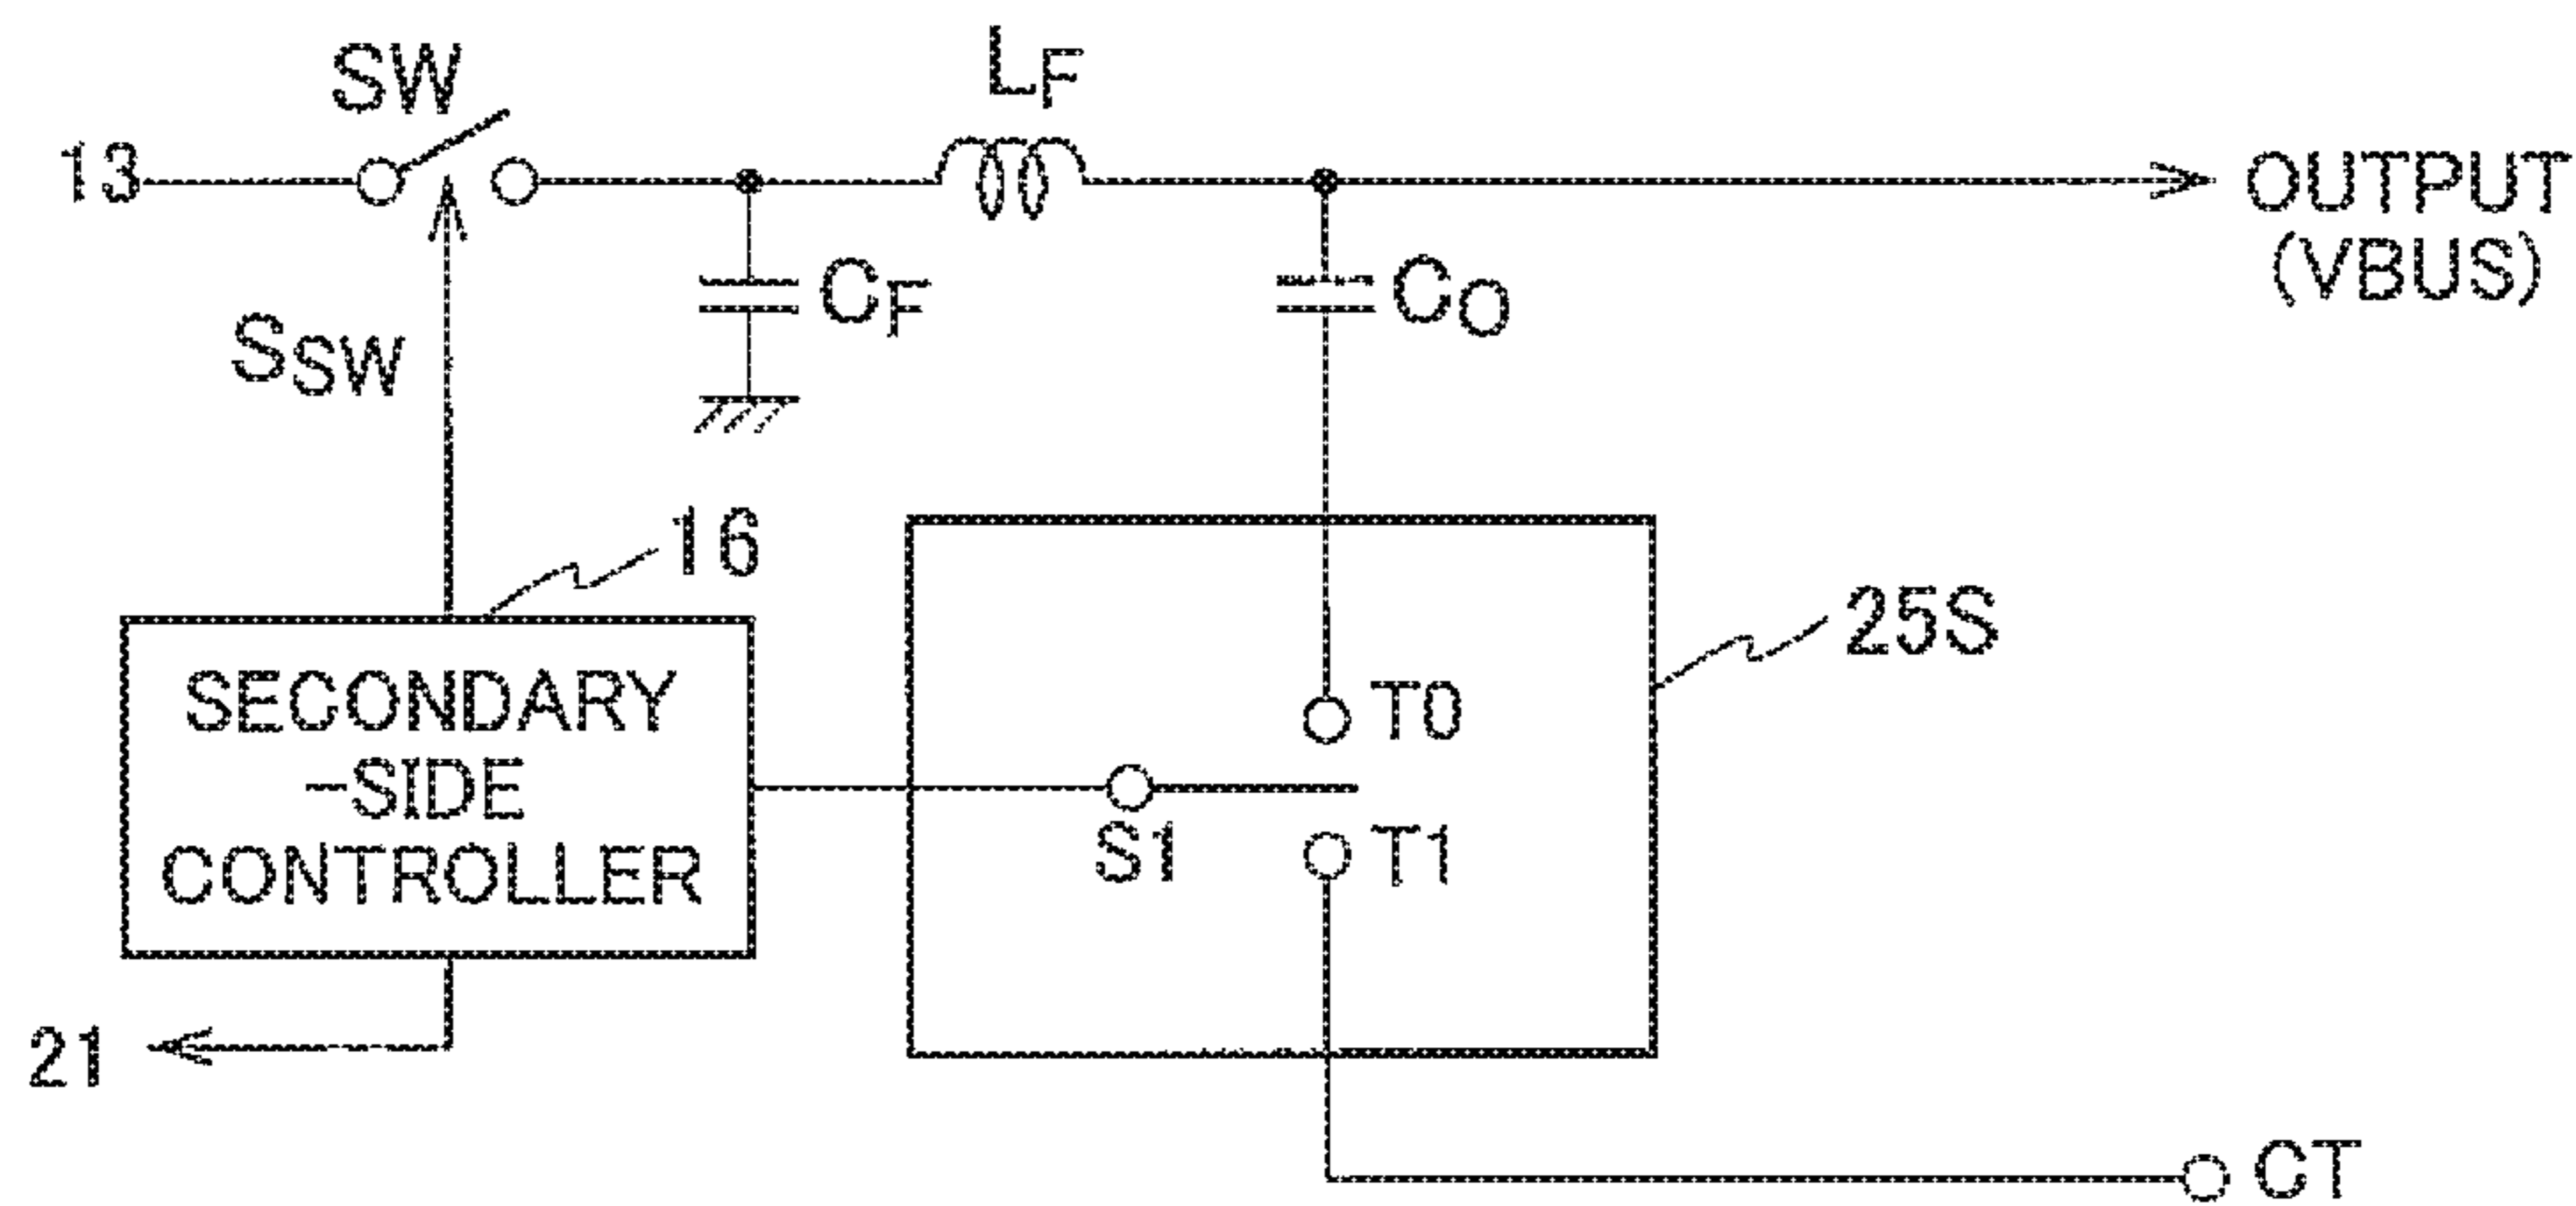 SW
LF
13
OUTPUT
(VBUS)
CF
CO
SSW
16
25S
SECONDARY
-SIDE
CONTROLLER
T0
S1
T1
21
CT